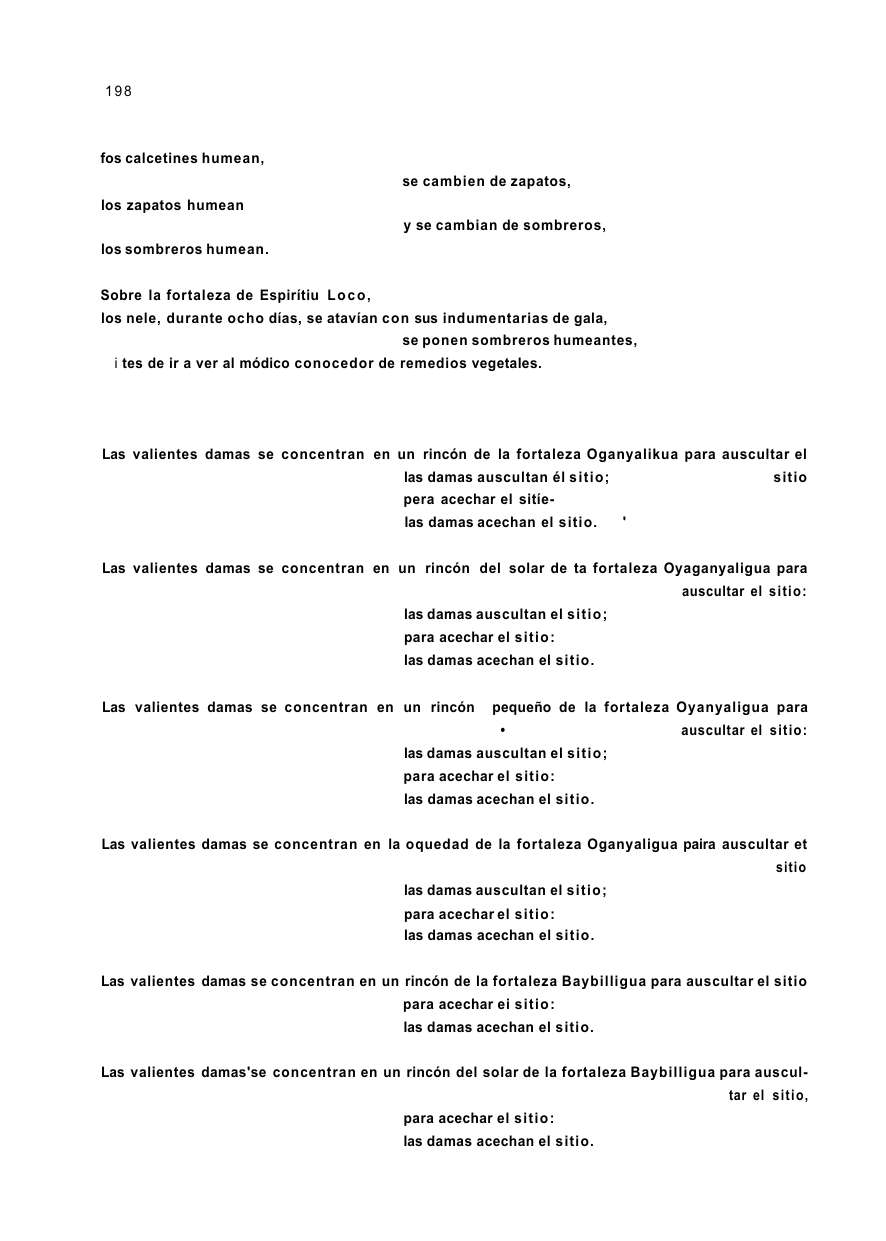 198
fos calcetines humean,
se cambien de zapatos,
los zapatos humean
y se cambian de sombreros,
los sombreros humean.
Sobre la fortaleza de Espirítiu Loco,
los nele, durante ocho días, se atavían con sus indumentarias de gala,
se ponen sombreros humeantes,
i tes de ir a ver al módico conocedor de remedios vegetales.
Las valientes damas se concentran en un rincón de la fortaleza Oganyalikua para auscultar el
las damas auscultan él sitio; sitio
pera acechar el sitíe-
las damas acechan el sitio. '
Las valientes damas se concentran en un rincón del solar de ta fortaleza Oyaganyaligua para
auscultar el sitio:
las damas auscultan el sitio;
para acechar el sitio:
las damas acechan el sitio.
Las valientes damas se concentran en un rincón pequeño de la fortaleza Oyanyaligua para
• auscultar el sitio:
las damas auscultan el sitio;
para acechar el sitio:
las damas acechan el sitio.
Las valientes damas se concentran en la oquedad de la fortaleza Oganyaligua paira auscultar et
sitio
las damas auscultan el sitio;
para acechar el sitio:
las damas acechan el sitio.
Las valientes damas se concentran en un rincón de la fortaleza Baybilligua para auscultar el sitio
para acechar ei sitio:
las damas acechan el sitio.
Las valientes damas'se concentran en un rincón del solar de la fortaleza Baybilligua para auscul-
tar el sitio,
para acechar el sitio:
las damas acechan el sitio.